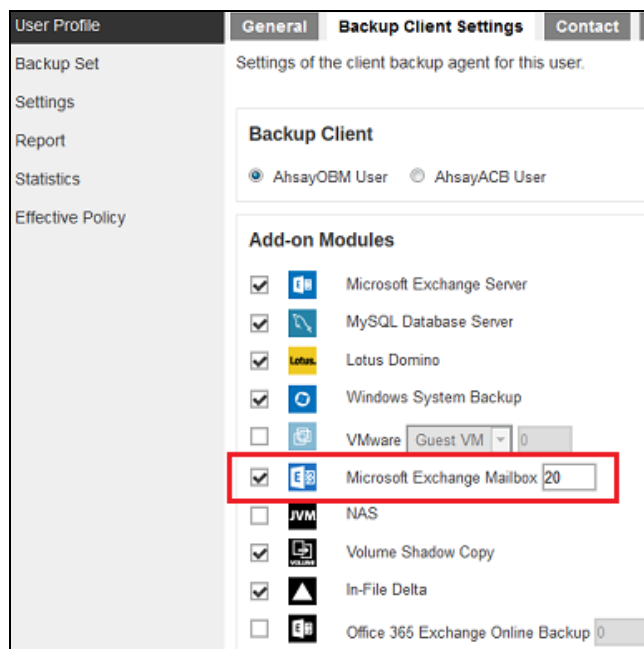 User Profile
General Backup Client Settings Contact
Backup Set
Settings of the client backup agent for this user.
Settings
Report
Statistics
Effective Policy
Backup Client
AhsayOBM User AhsayACB User
Add-on Modules
Microsoft Exchange Server
MySQL Database Server
Lotus. Lotus Domino
Windows System Backup
VMware Guest VM 0
E Microsoft Exchange Mailbox 20
JVM NAS
VOLUME Volume Shadow Copy
In-File Delta
E Office 365 Exchange Online Backup 0